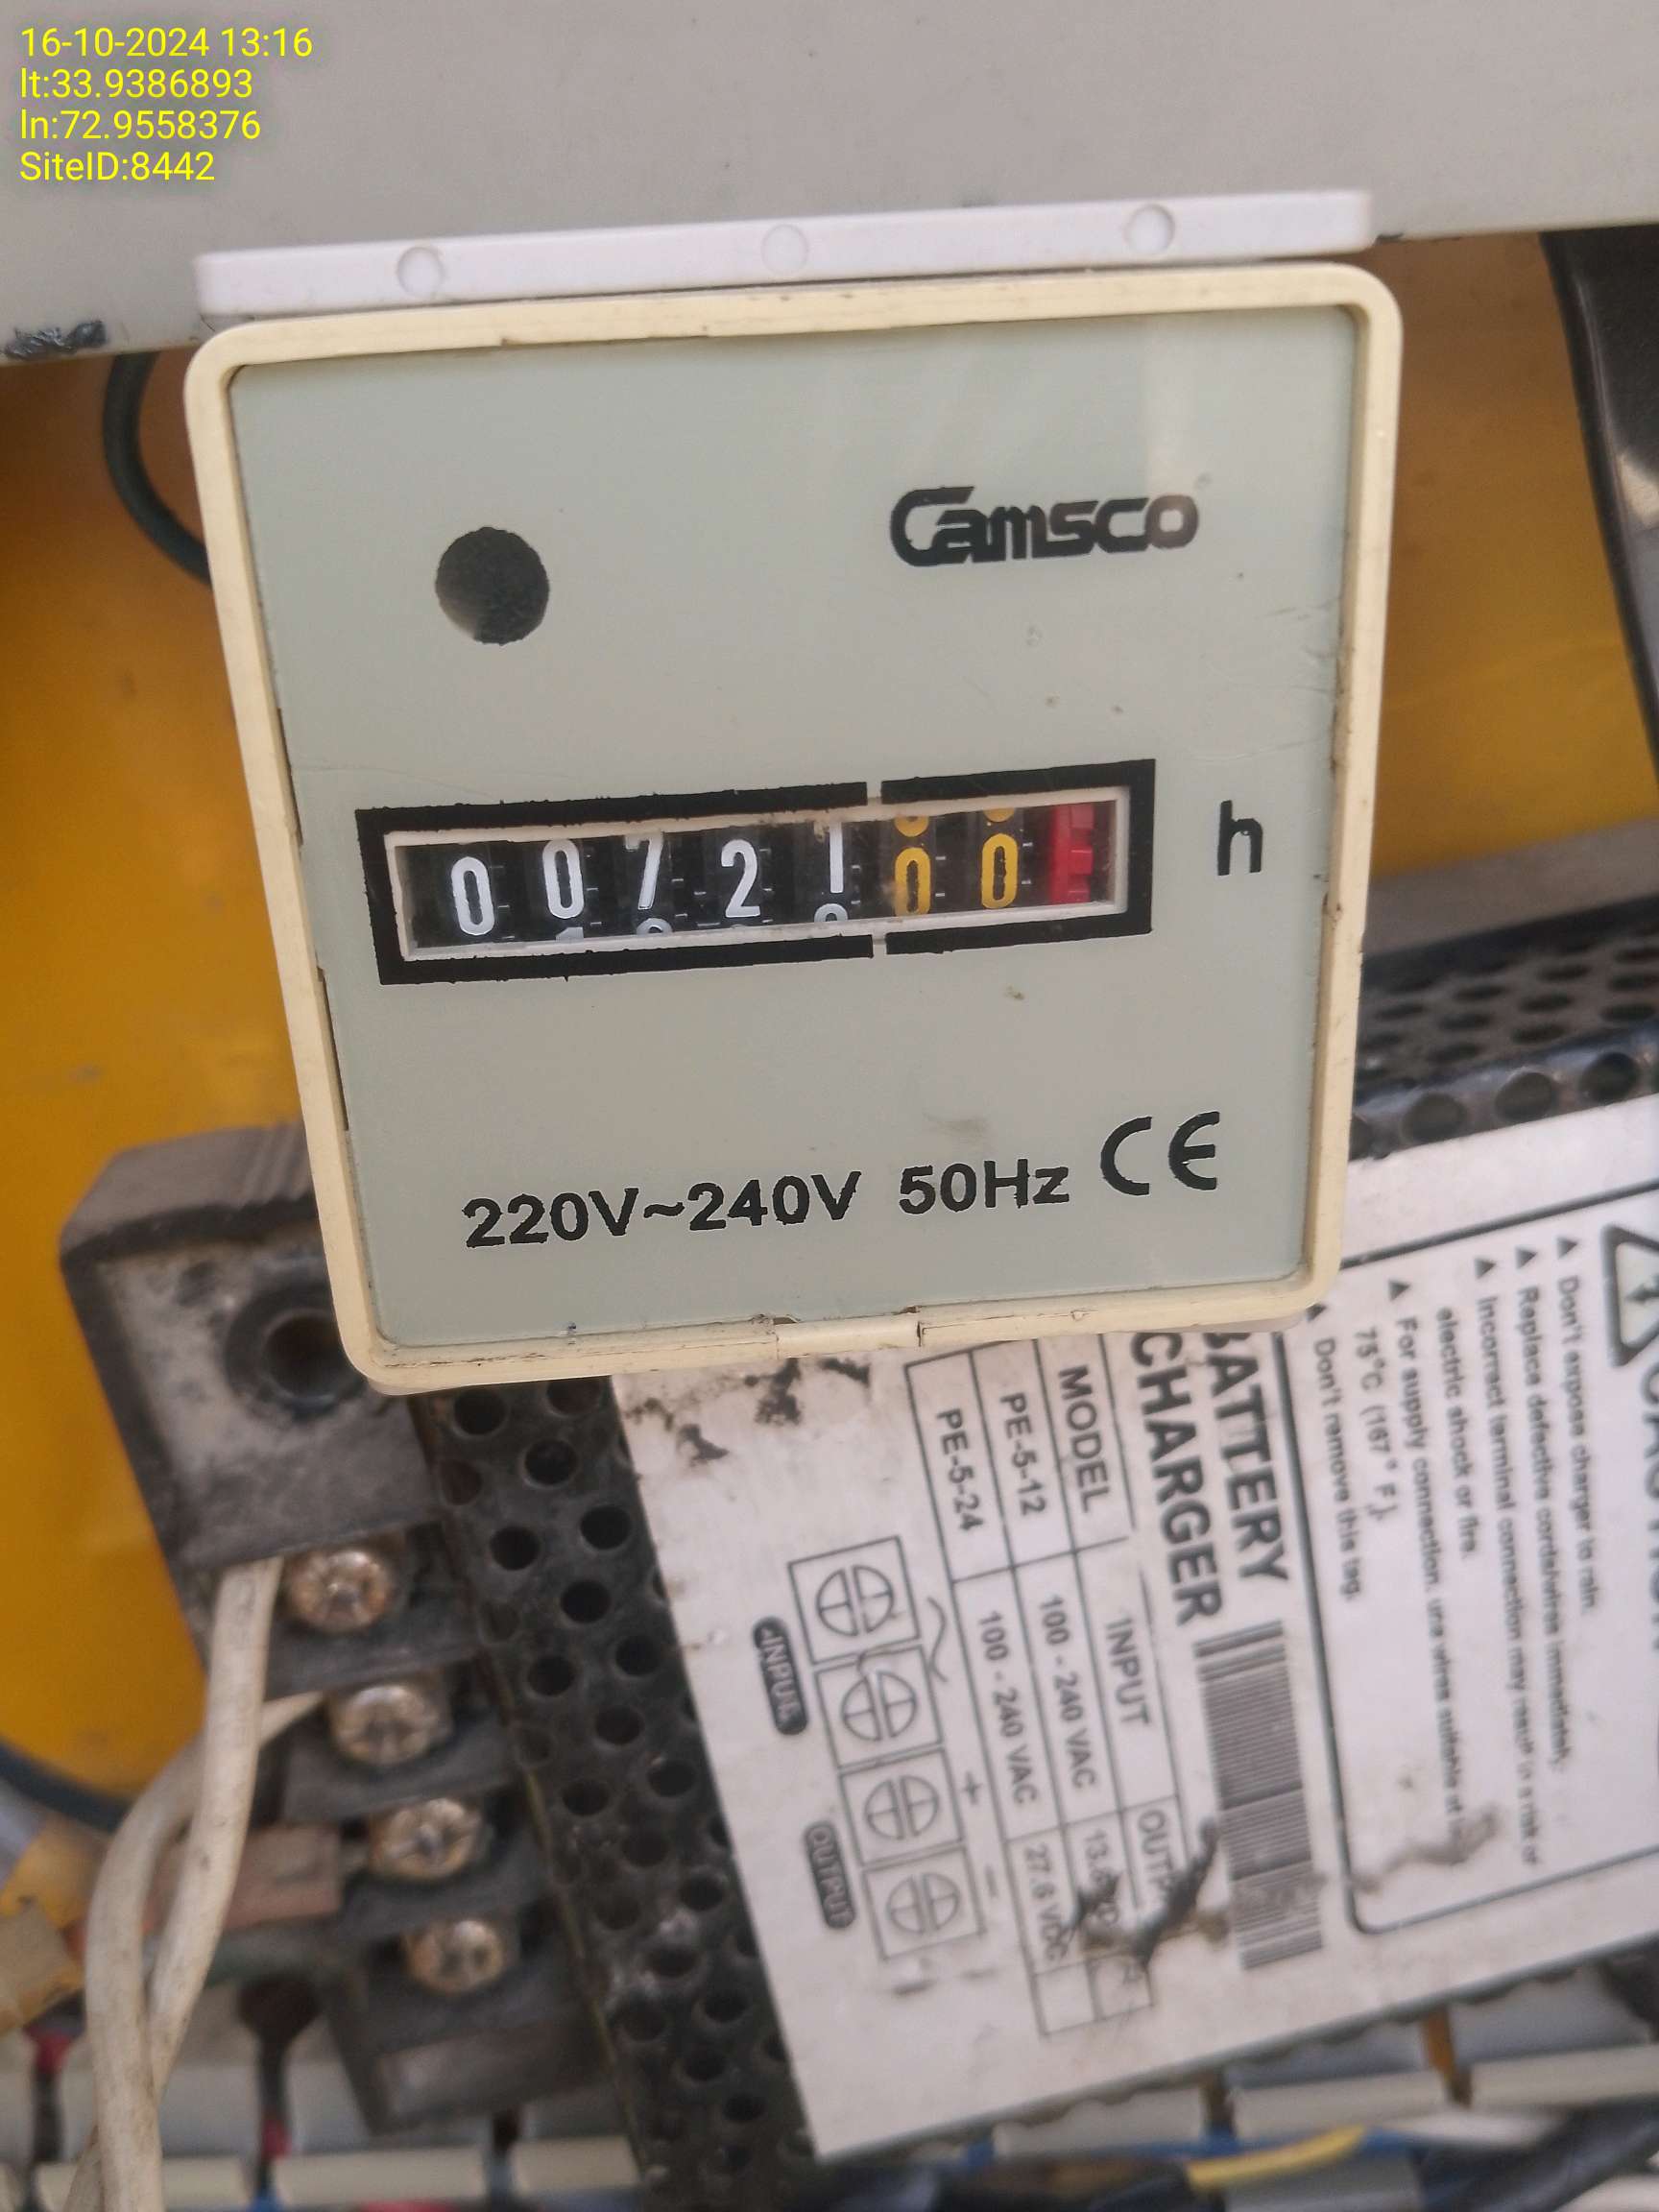 16-10-2024 13:16
lt:33.9386893
ln:72.9558376
SiteID:8442
Camsco
0072100
h
220V~240V 50Hz CE
BATTERY
CHARGER
MODEL INPUT
PE-5-12 100 - 240 VAC
PE-5-24 100 - 240 VAC 27.6 VDC
INPUT
OUTPUT
+
▲ Don't expose charger to rain.
▲ Replace defective cords/wires immediately.
▲ Incorrect terminal connection may result in a risk of
electric shock or fire.
▲ For supply connection, use wires suitable at
75°C (167° F).
▲ Don't remove this tag.